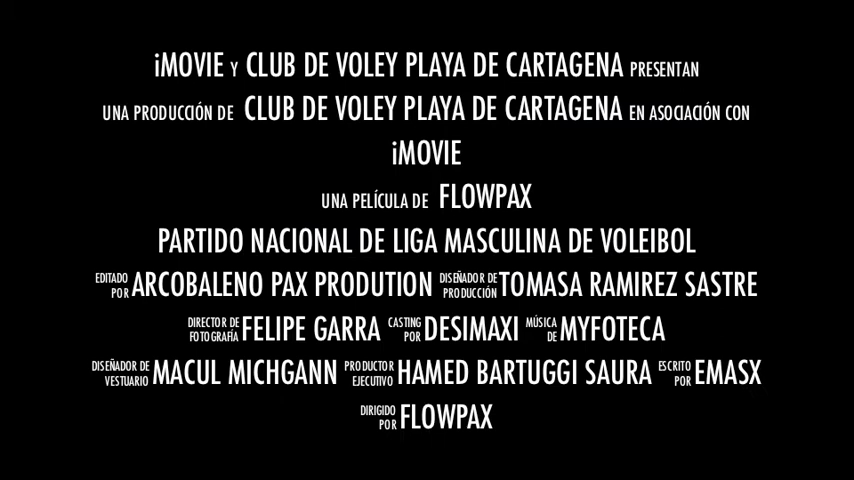 iMOVIE Y CLUB DE VOLEY PLAYA DE CARTAGENA PRESENTAN
UNA PRODUCCIÓN DE CLUB DE VOLEY PLAYA DE CARTAGENA EN ASOCIACIÓN CON
iMOVIE
UNA PELÍCULA DE FLOWPAX
PARTIDO NACIONAL DE LIGA MASCULINA DE VOLEIBOL
EDITADO POR ARCOBALENO PAX PRODUTION DISEÑADOR DE PRODUCCIÓN TOMASA RAMIREZ SASTRE
DIRECTOR DE FOTOGRAFÍA FELIPE GARRA CASTING POR DESIMAXI MÚSICA DE MYFOTECA
DISEÑADOR DE VESTUARIO MACUL MICHGANN PRODUCTOR EJECUTIVO HAMED BARTUGGI SAURA ESCRITO POR EMASX
DIRIGIDO POR FLOWPAX